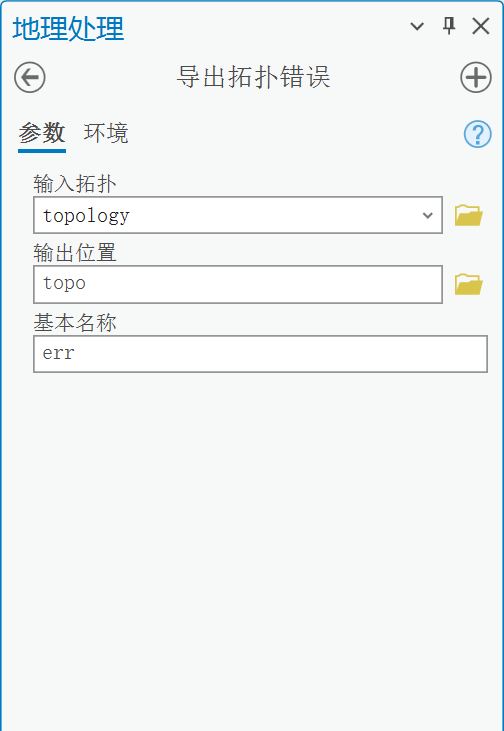 地理处理
导出拓扑错误
参数 环境
输入拓扑
topology
输出位置
topo
基本名称
err